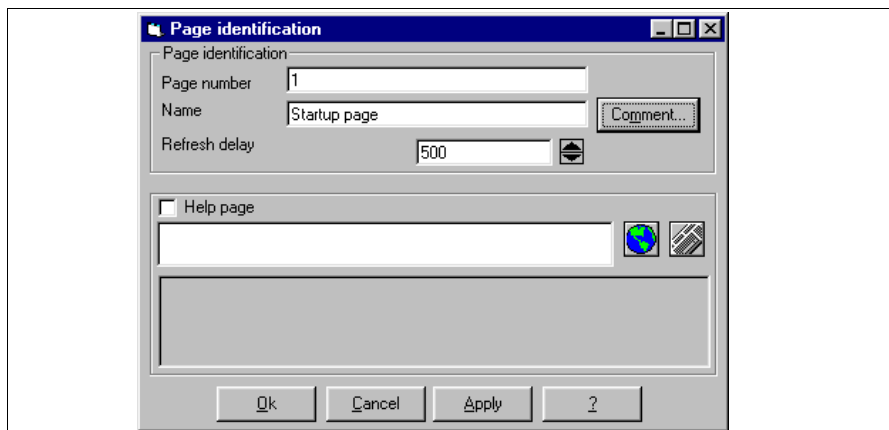 Page identification
Page identification
Page number 1
Name Startup page Comment...
Refresh delay 500
Help page
Ok Cancel Apply ?